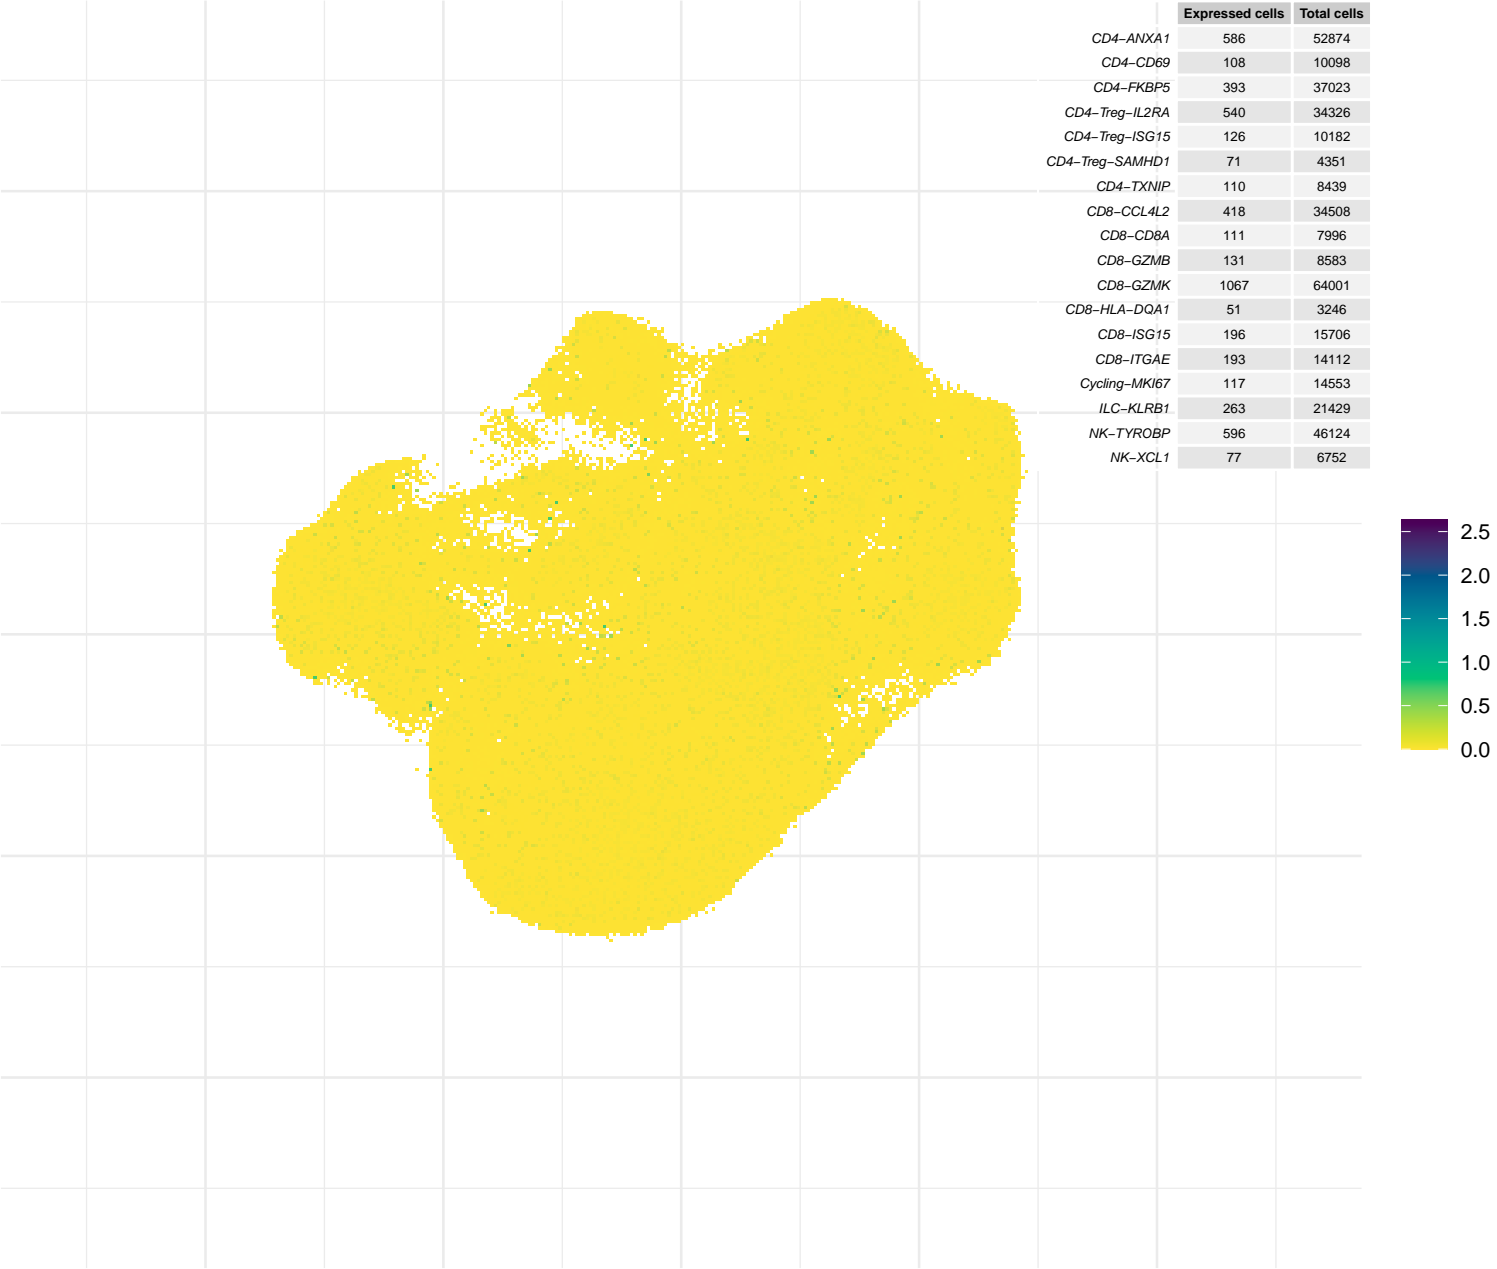 Expressed cells Total cells
CD4−ANXA1 586 52874
CD4−CD69 108 10098
CD4−FKBP5 393 37023
CD4−Treg−IL2RA 540 34326
CD4−Treg−ISG15 126 10182
CD4−Treg−SAMHD1 71 4351
CD4−TXNIP 110 8439
CD8−CCL4L2 418 34508
CD8−CD8A 111 7996
CD8−GZMB 131 8583
CD8−GZMK 1067 64001
CD8−HLA−DQA1 51 3246
CD8−ISG15 196 15706
CD8−ITGAE 193 14112
Cycling−MKI67 117 14553
ILC−KLRB1 263 21429
NK−TYROBP 596 46124
NK−XCL1 77 6752
2.5
2.0
1.5
1.0
0.5
0.0